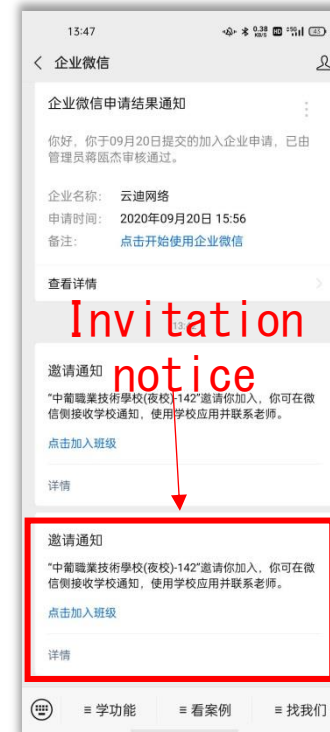 13:47
0.38 KB/S HD 5G 45
企业微信
企业微信申请结果通知
你好，你于09月20日提交的加入企业申请，已由
管理员蒋瓯杰审核通过。
企业名称： 云迪网络
申请时间： 2020年09月20日 15:56
备注： 点击开始使用企业微信
查看详情
Invitation
notice
邀请通知
“中葡職業技術學校(夜校)-142”邀请你加入，你可在微
信侧接收学校通知，使用学校应用并联系老师。
点击加入班级
详情
邀请通知
“中葡職業技術學校(夜校)-142”邀请你加入，你可在微
信侧接收学校通知，使用学校应用并联系老师。
点击加入班级
详情
≡ 学功能 ≡ 看案例 ≡ 找我们